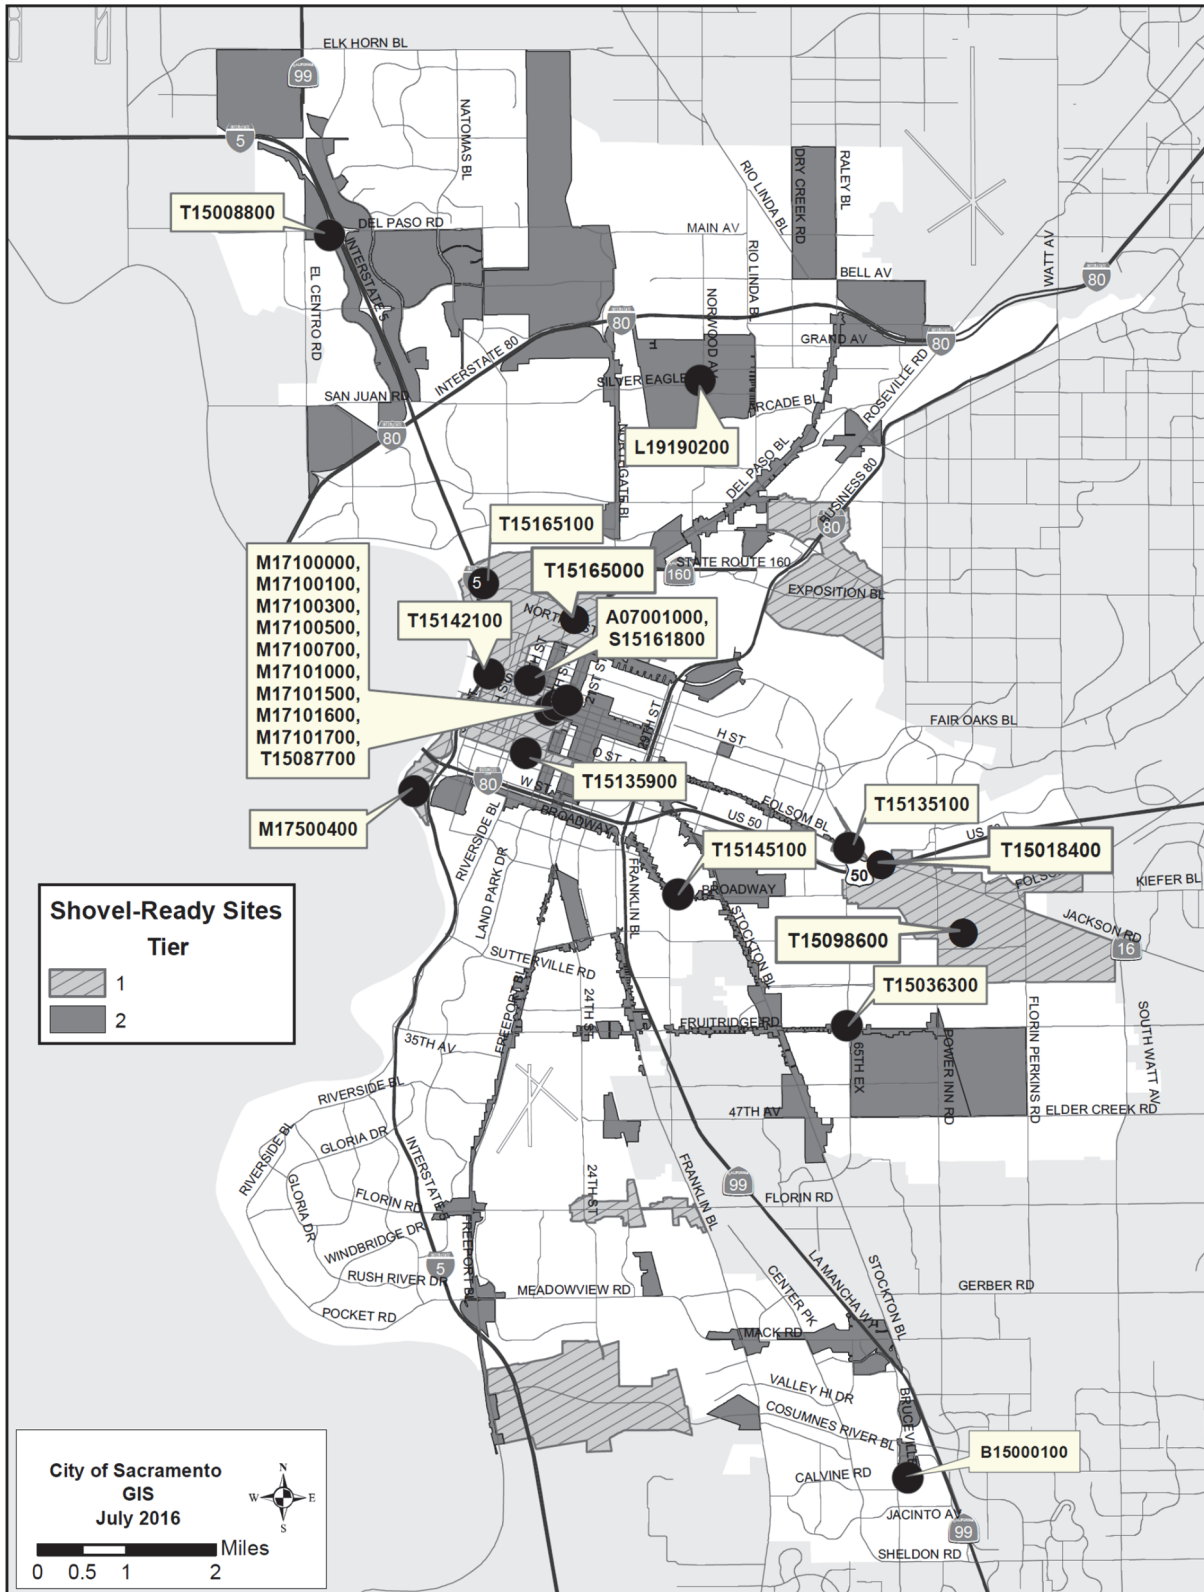 ELK HORN BL
99
5
NATOMAS BL
RIO LINDA BL
DRY CREEK RD
RALEY BL
T15008800
DEL PASO RD
MAIN AV
INTERSTATE 5
EL CENTRO RD
RIO LINDA BL
NORWOOD AV
BELL AV
WATT AV
80
80
INTERSTATE 80
GRAND AV
80
SILVER EAGLE
ROSEVILLE RD
SAN JUAN RD
ARCADE BL
80
L19190200
NORTHGATE BL
DEL PASO BL
BUSINESS 80
80
T15165100
STATE ROUTE 160
160
M17100000,
M17100100,
M17100300,
M17100500,
M17100700,
M17101000,
M17101500,
M17101600,
M17101700,
T15087700
5
T15165000
EXPOSITION BL
T15142100
A07001000,
S15161800
21ST ST
29TH ST
FAIR OAKS BL
H ST
O ST
T15135900
80
W ST
BROADWAY
FOLSOM BL
US 50
T15135100
US 50
M17500400
RIVERSIDE BL
T15145100
T15018400
50
LAND PARK DR
FRANKLIN BL
BROADWAY
KIEFER BL
JACKSON RD
16
STOCKTON BL
T15098600
SUTTERVILLE RD
T15036300
Shovel-Ready Sites
Tier
1
2
FREEPORT BL
24TH ST
FRUITRIDGE RD
65TH EX
POWER INN RD
FLORIN PERKINS RD
SOUTH WATT AV
35TH AV
RIVERSIDE BL
47TH AV
ELDER CREEK RD
RIVERSIDE BL
GLORIA DR
GLORIA DR
INTERSTATE 5
24TH ST
FRANKLIN BL
99
FLORIN RD
FLORIN RD
WINDBRIDGE DR
FREEPORT BL
5
RUSH RIVER DR
POCKET RD
MEADOWVIEW RD
CENTER PK
LA MANCHA WY
STOCKTON BL
GERBER RD
MACK RD
VALLEY HI DR
COSUMNES RIVER BL
BRUCEVILLE
B15000100
CALVINE RD
JACINTO AV
99
SHELDON RD
City of Sacramento
GIS
July 2016
N
W E
S
Miles
0 0.5 1 2